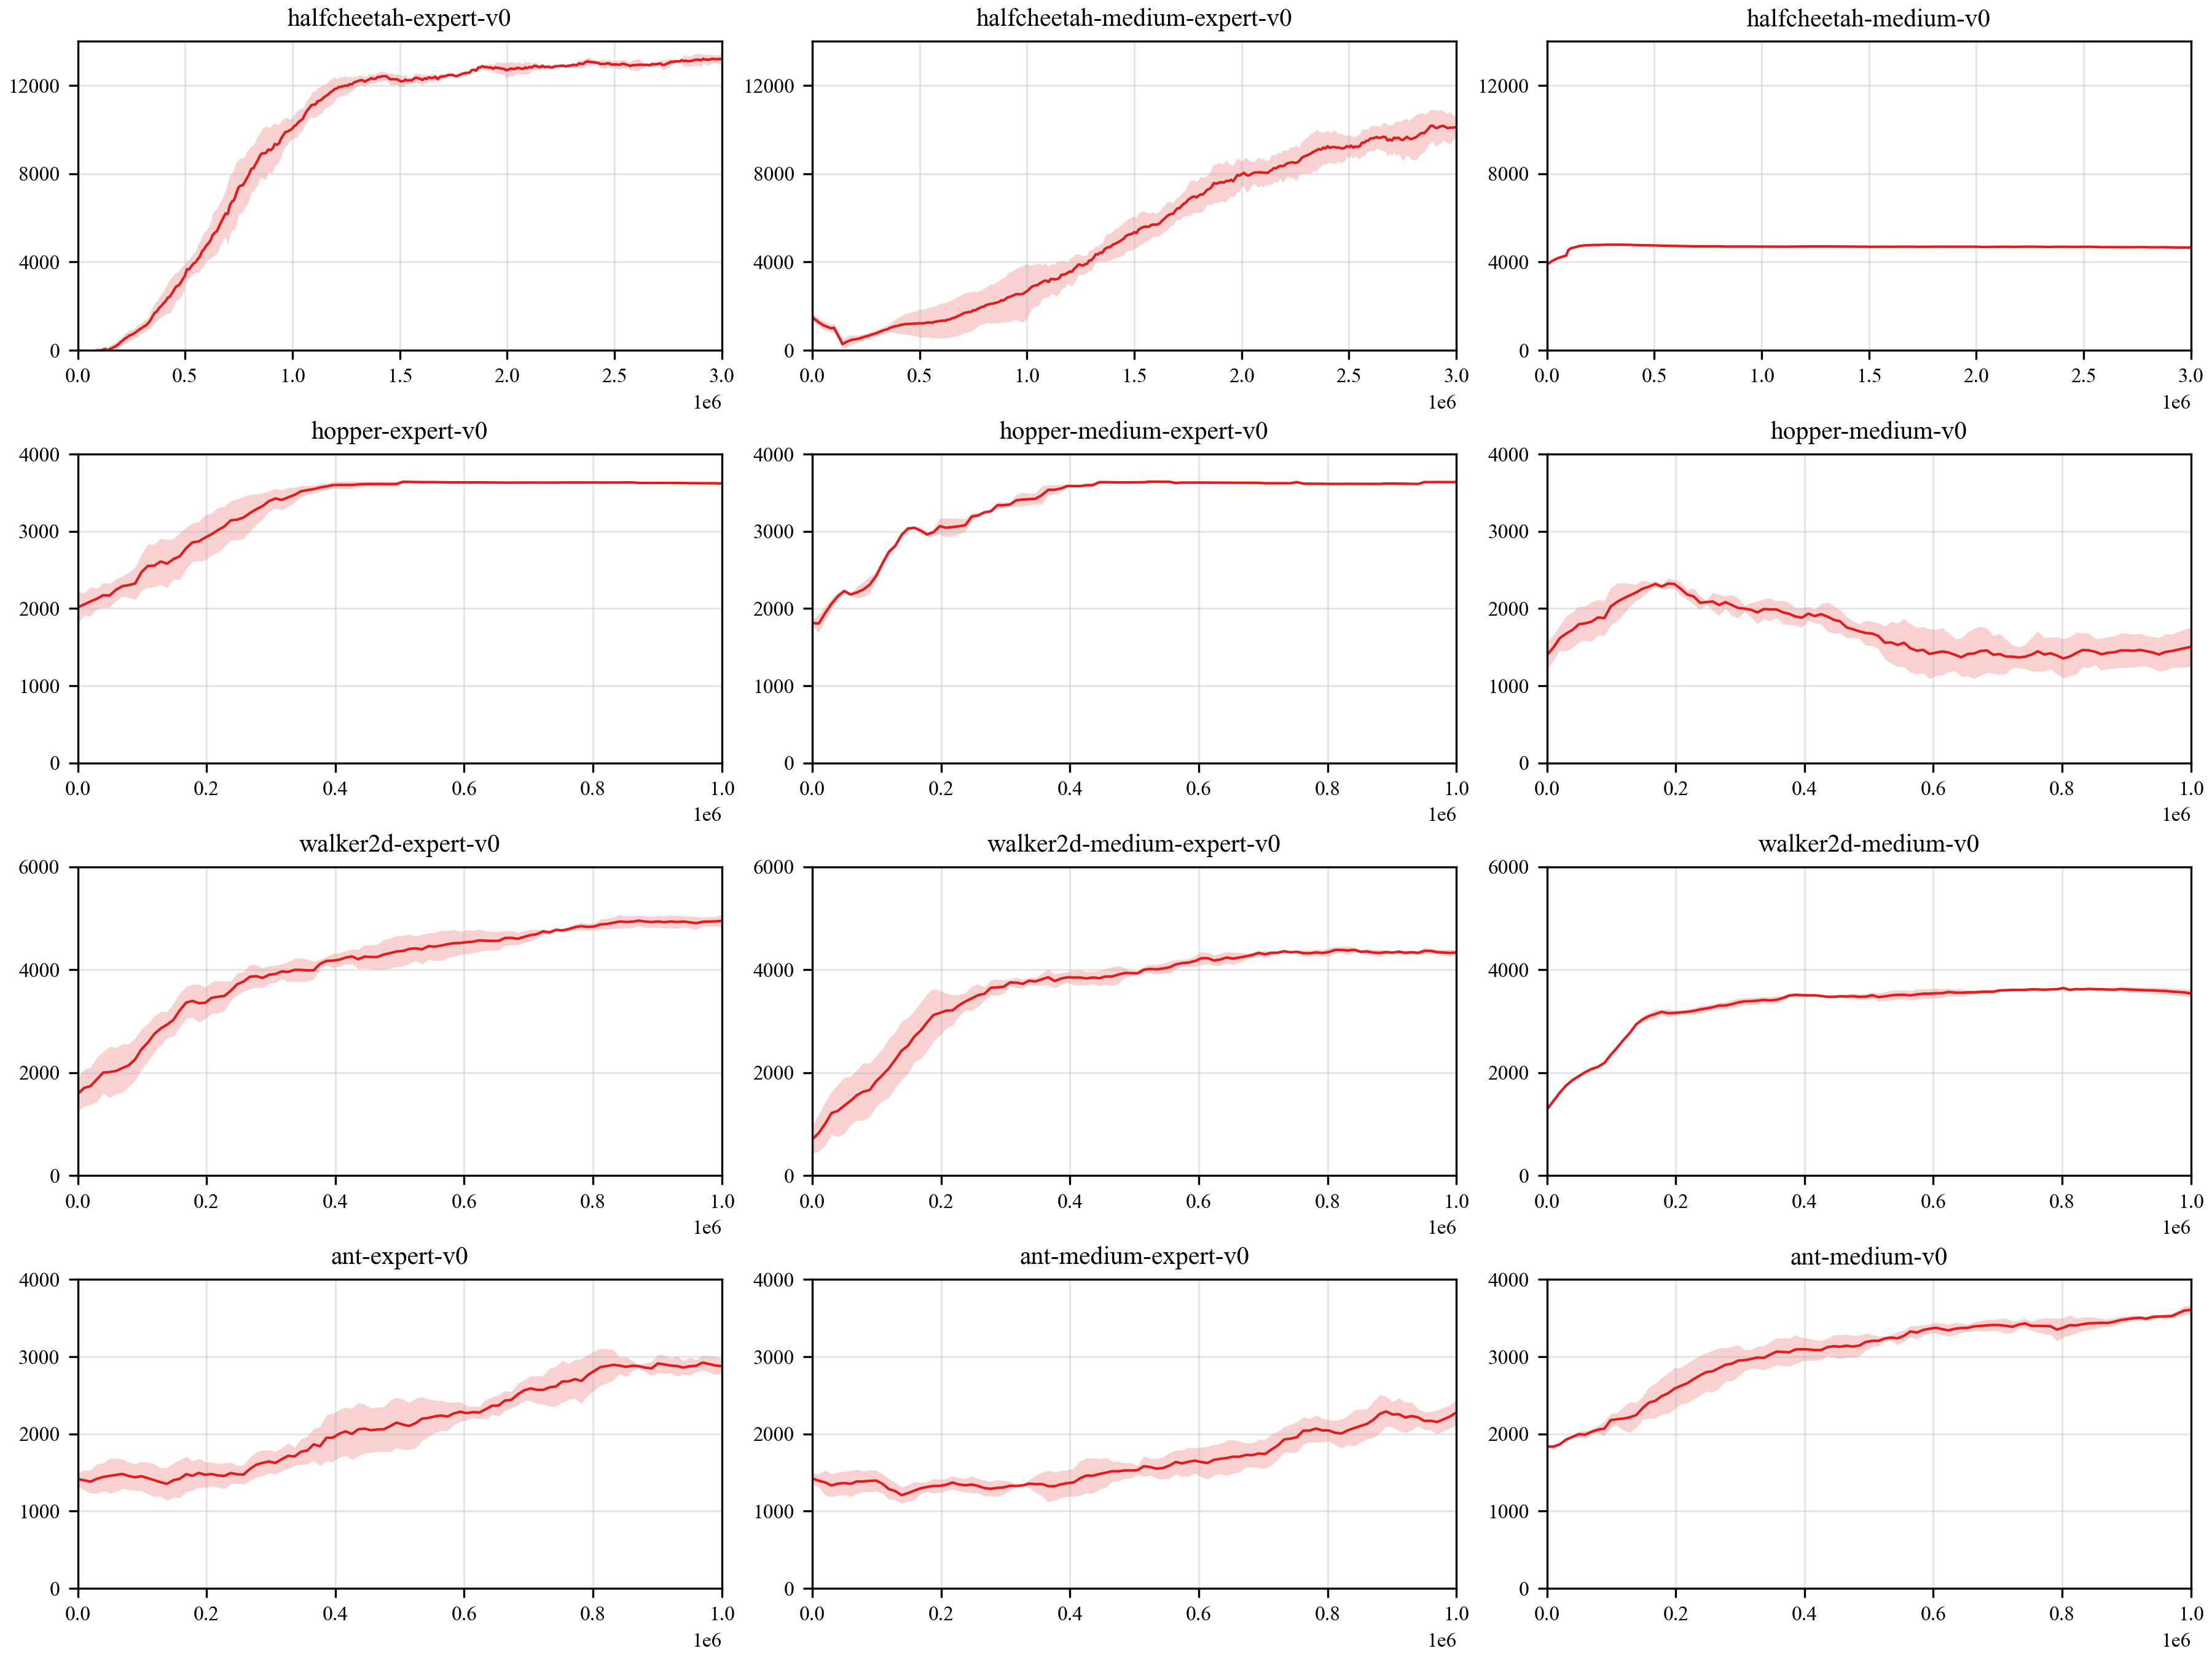 halfcheetah-expert-v0 halfcheetah-medium-expert-v0 halfcheetah-medium-v0
12000 12000 12000
8000 8000 8000
4000 4000 4000
0 0 0
0.0 0.5 1.0 1.5 2.0 2.5 3.0 0.0 0.5 1.0 1.5 2.0 2.5 3.0 0.0 0.5 1.0 1.5 2.0 2.5 3.0
1e6 1e6 1e6
hopper-expert-v0 hopper-medium-expert-v0 hopper-medium-v0
4000 4000 4000
3000 3000 3000
2000 2000 2000
1000 1000 1000
0 0 0
0.0 0.2 0.4 0.6 0.8 1.0 0.0 0.2 0.4 0.6 0.8 1.0 0.0 0.2 0.4 0.6 0.8 1.0
1e6 1e6 1e6
walker2d-expert-v0 walker2d-medium-expert-v0 walker2d-medium-v0
6000 6000 6000
4000 4000 4000
2000 2000 2000
0 0 0
0.0 0.2 0.4 0.6 0.8 1.0 0.0 0.2 0.4 0.6 0.8 1.0 0.0 0.2 0.4 0.6 0.8 1.0
1e6 1e6 1e6
ant-expert-v0 ant-medium-expert-v0 ant-medium-v0
4000 4000 4000
3000 3000 3000
2000 2000 2000
1000 1000 1000
0 0 0
0.0 0.2 0.4 0.6 0.8 1.0 0.0 0.2 0.4 0.6 0.8 1.0 0.0 0.2 0.4 0.6 0.8 1.0
1e6 1e6 1e6